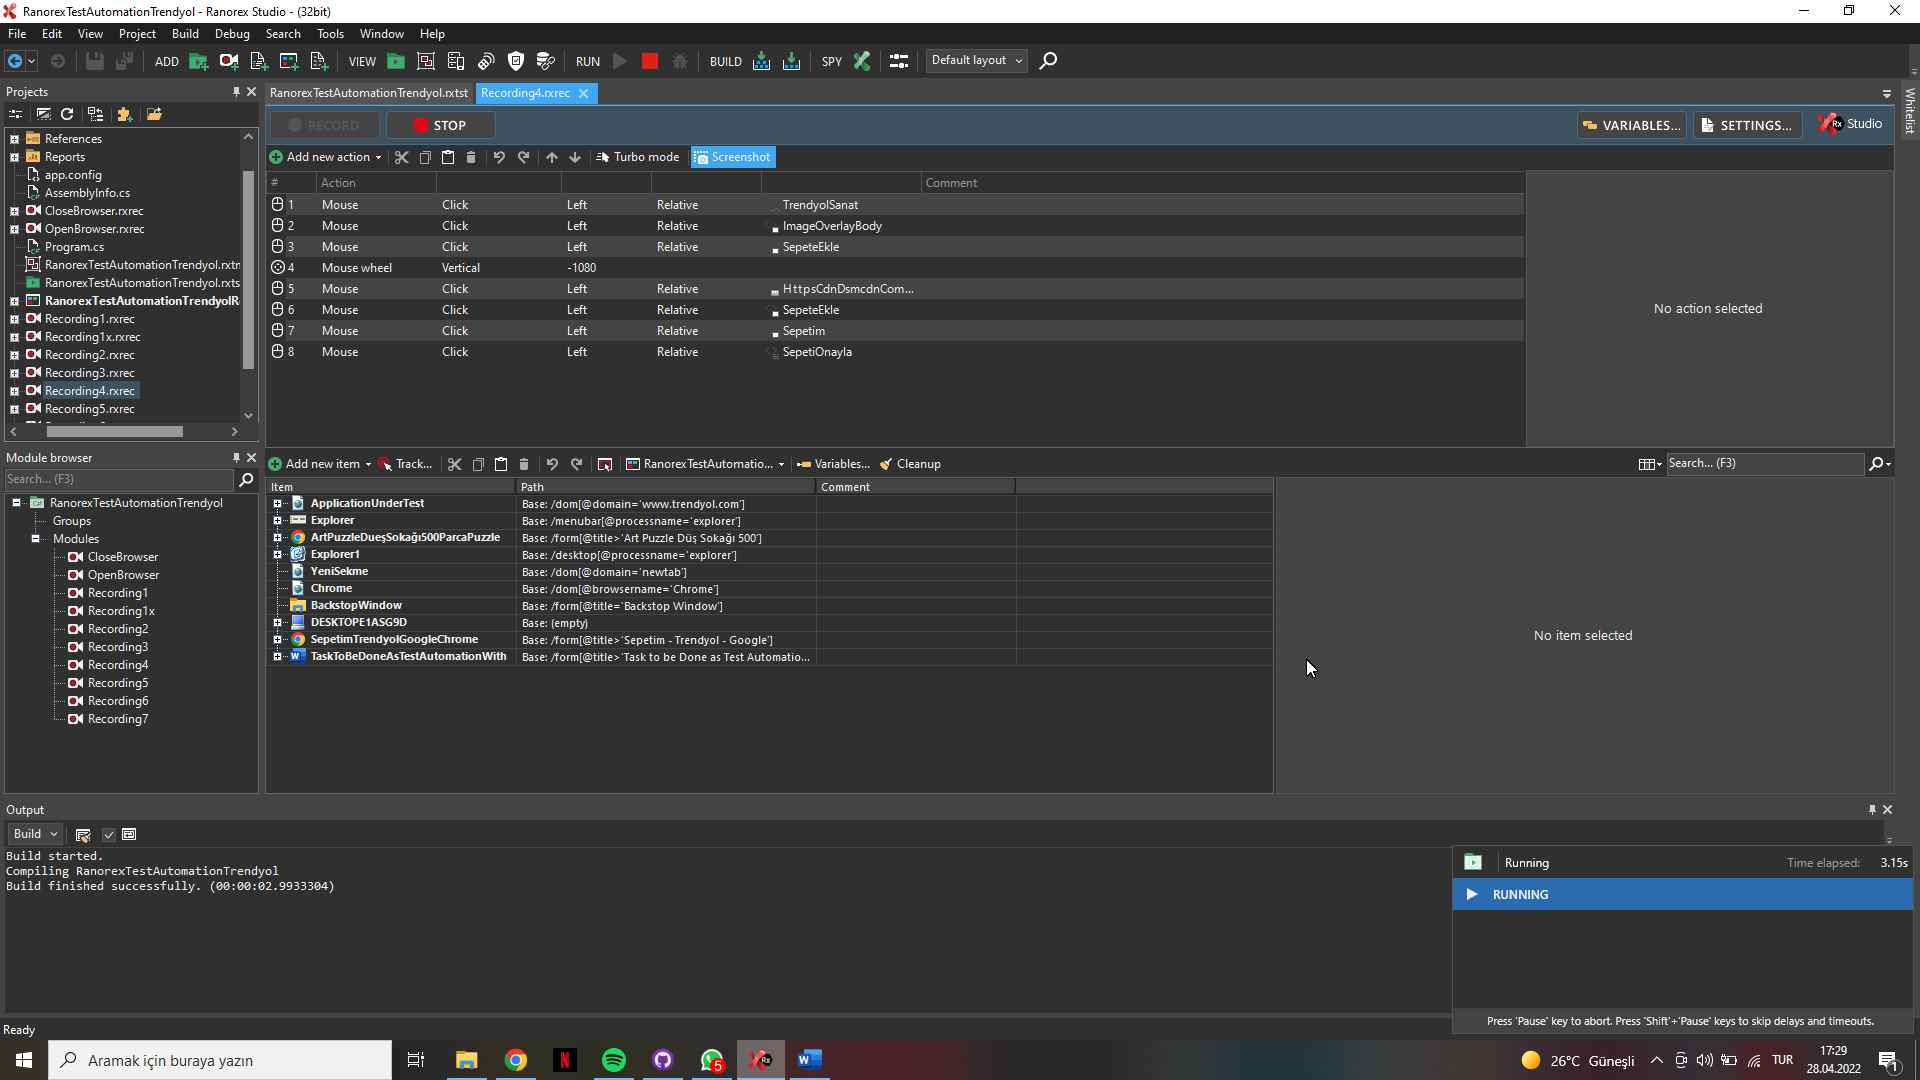 RanorexTestAutomationTrendyol - Ranorex Studio - (32bit)
File Edit View Project Build Debug Search Tools Window Help
ADD VIEW RUN BUILD SPY Default layout
Projects
RanorexTestAutomationTrendyol.rxtst Recording4.rxrec
Whitelist
References
Reports
app.config
AssemblyInfo.cs
CloseBrowser.rxrec
OpenBrowser.rxrec
Program.cs
RanorexTestAutomationTrendyol.rxtm
RanorexTestAutomationTrendyol.rxts
RanorexTestAutomationTrendyolR
Recording1.rxrec
Recording1x.rxrec
Recording2.rxrec
Recording3.rxrec
Recording4.rxrec
Recording5.rxrec
RECORD STOP VARIABLES... SETTINGS... Rx Studio
Add new action Turbo mode Screenshot
# Action Comment
1 Mouse Click Left Relative TrendyolSanat
2 Mouse Click Left Relative ImageOverlayBody
3 Mouse Click Left Relative SepeteEkle
4 Mouse wheel Vertical -1080
5 Mouse Click Left Relative HttpsCdnDsmcdnCom...
6 Mouse Click Left Relative SepeteEkle
7 Mouse Click Left Relative Sepetim
8 Mouse Click Left Relative SepetiOnayla
No action selected
Module browser
Search... (F3)
RanorexTestAutomationTrendyol
Groups
Modules
CloseBrowser
OpenBrowser
Recording1
Recording1x
Recording2
Recording3
Recording4
Recording5
Recording6
Recording7
Add new item Track... RanorexTestAutomatio... Variables... Cleanup Search... (F3)
Item Path Comment
ApplicationUnderTest Base: /dom[@domain='www.trendyol.com']
Explorer Base: /menubar[@processname='explorer']
ArtPuzzleDueşSokağı500ParcaPuzzle Base: /form[@title>'Art Puzzle Düş Sokağı 500']
Explorer1 Base: /desktop[@processname='explorer']
YeniSekme Base: /dom[@domain='newtab']
Chrome Base: /dom[@browsername='Chrome']
BackstopWindow Base: /form[@title='Backstop Window']
DESKTOPE1ASG9D Base: (empty)
SepetimTrendyolGoogleChrome Base: /form[@title>'Sepetim - Trendyol - Google']
TaskToBeDoneAsTestAutomationWith Base: /form[@title>'Task to be Done as Test Automatio...
No item selected
Output
Build
Build started.
Compiling RanorexTestAutomationTrendyol
Build finished successfully. (00:00:02.9933304)
Running Time elapsed: 3.15s
RUNNING
Press 'Pause' key to abort. Press 'Shift'+'Pause' keys to skip delays and timeouts.
Ready
Aramak için buraya yazın
5
26°C Güneşli
TUR
17:29
28.04.2022
1